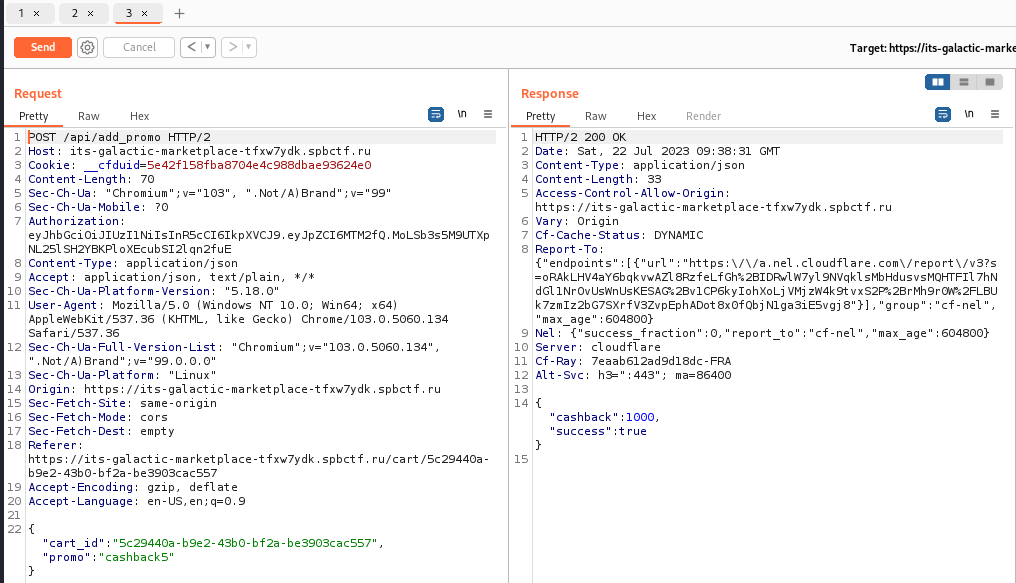 1 × 2 × 3 × +
Send Cancel < > Target: https://its-galactic-marke
Request
Pretty Raw Hex \n
1 POST /api/add_promo HTTP/2
2 Host: its-galactic-marketplace-tfxw7ydk.spbctf.ru
3 Cookie: __cfduid=5e42f158fba8704e4c988dbae93624e0
4 Content-Length: 70
5 Sec-Ch-Ua: "Chromium";v="103", ".Not/A)Brand";v="99"
6 Sec-Ch-Ua-Mobile: ?0
7 Authorization:
eyJhbGciOiJIUzI1NiIsInR5cCI6IkpXVCJ9.eyJpZCI6MTM2fQ.MoLSb3s5M9UTXp
NL25lSH2YBKPloXEcubSI2lqn2fuE
8 Content-Type: application/json
9 Accept: application/json, text/plain, */*
10 Sec-Ch-Ua-Platform-Version: "5.18.0"
11 User-Agent: Mozilla/5.0 (Windows NT 10.0; Win64; x64)
AppleWebKit/537.36 (KHTML, like Gecko) Chrome/103.0.5060.134
Safari/537.36
12 Sec-Ch-Ua-Full-Version-List: "Chromium";v="103.0.5060.134",
".Not/A)Brand";v="99.0.0.0"
13 Sec-Ch-Ua-Platform: "Linux"
14 Origin: https://its-galactic-marketplace-tfxw7ydk.spbctf.ru
15 Sec-Fetch-Site: same-origin
16 Sec-Fetch-Mode: cors
17 Sec-Fetch-Dest: empty
18 Referer:
https://its-galactic-marketplace-tfxw7ydk.spbctf.ru/cart/5c29440a-
b9e2-43b0-bf2a-be3903cac557
19 Accept-Encoding: gzip, deflate
20 Accept-Language: en-US,en;q=0.9
21
22 {
"cart_id":"5c29440a-b9e2-43b0-bf2a-be3903cac557",
"promo":"cashback5"
}
Response
Pretty Raw Hex Render \n
1 HTTP/2 200 OK
2 Date: Sat, 22 Jul 2023 09:38:31 GMT
3 Content-Type: application/json
4 Content-Length: 33
5 Access-Control-Allow-Origin:
https://its-galactic-marketplace-tfxw7ydk.spbctf.ru
6 Vary: Origin
7 Cf-Cache-Status: DYNAMIC
8 Report-To:
{"endpoints":[{"url":"https:\/\/a.nel.cloudflare.com\/report\/v3?s
=oRAkLHV4aY6bqkvwAZl8RzfeLfGh%2BIDRwlW7yl9NVqklsMbHdusvsMQHTFIl7hN
dGl1NrOvUsWnUsKESAG%2Bv1CP6kyIohXoLjVMjzW4k9tvxS2P%2BrMh9r0W%2FLBU
k7zmIz2bG7SXrfV3ZvpEphADot8x0fQbjN1ga3iE5vgj8"}],"group":"cf-nel",
"max_age":604800}
9 Nel: {"success_fraction":0,"report_to":"cf-nel","max_age":604800}
10 Server: cloudflare
11 Cf-Ray: 7eaab612ad9d18dc-FRA
12 Alt-Svc: h3=":443"; ma=86400
13
14 {
"cashback":1000,
"success":true
}
15